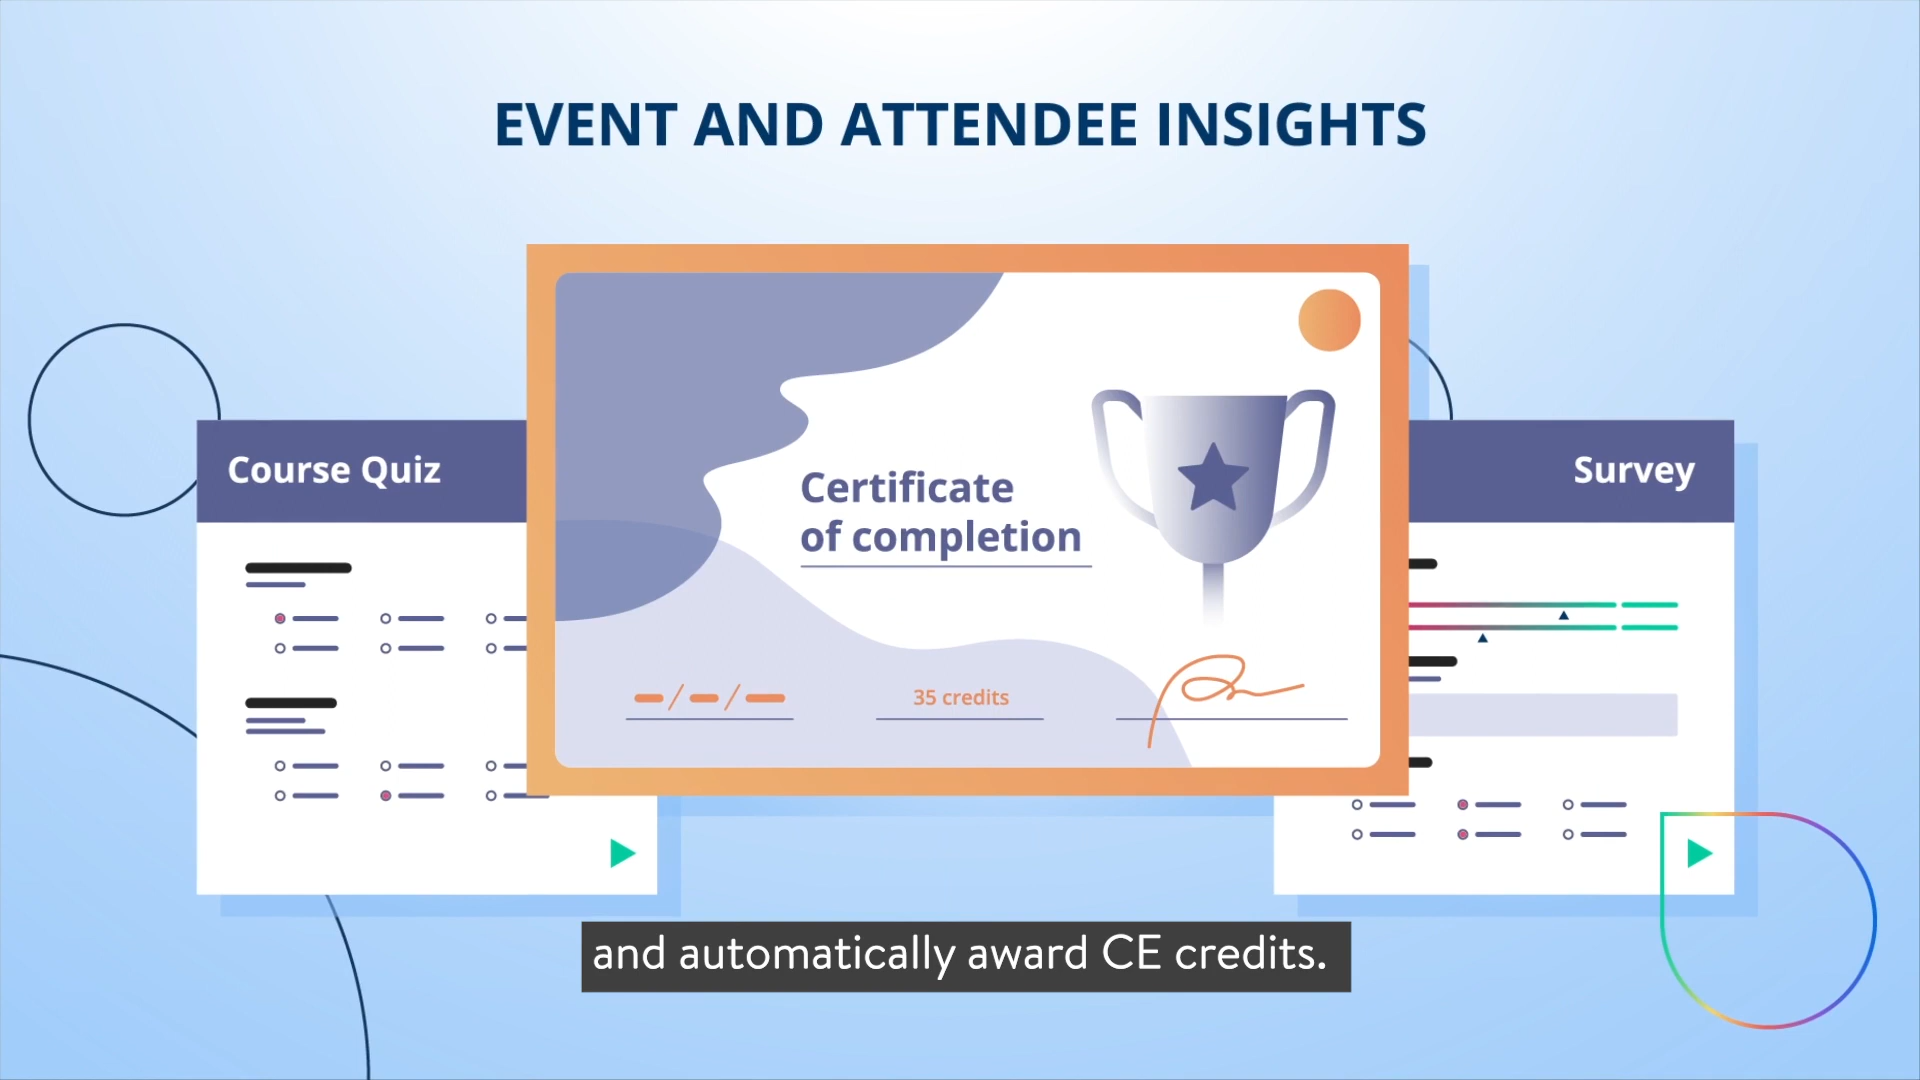 EVENT AND ATTENDEE INSIGHTS
Course Quiz
Certificate
of completion
35 credits
Survey
and automatically award CE credits.